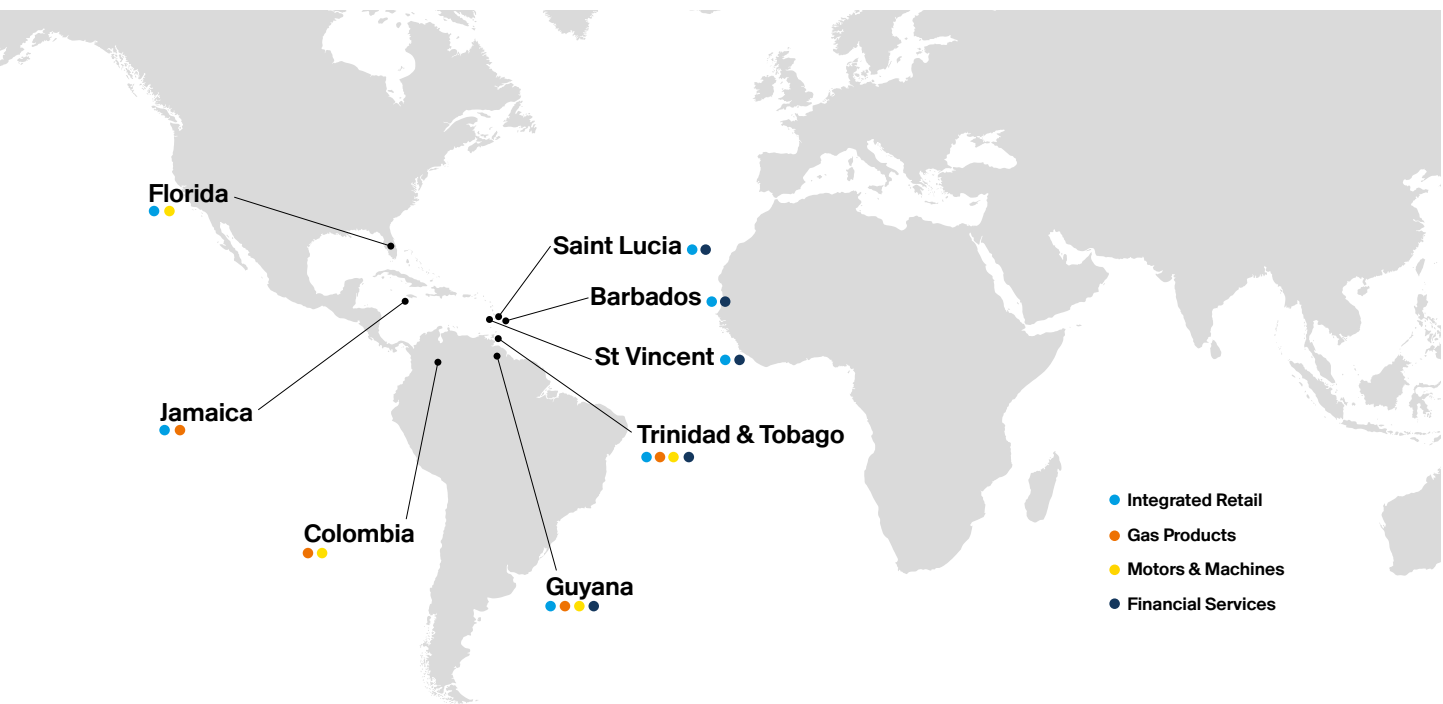 Florida
Saint Lucia
Barbados
St Vincent
Jamaica
Trinidad & Tobago
Colombia
Guyana
Integrated Retail
Gas Products
Motors & Machines
Financial Services